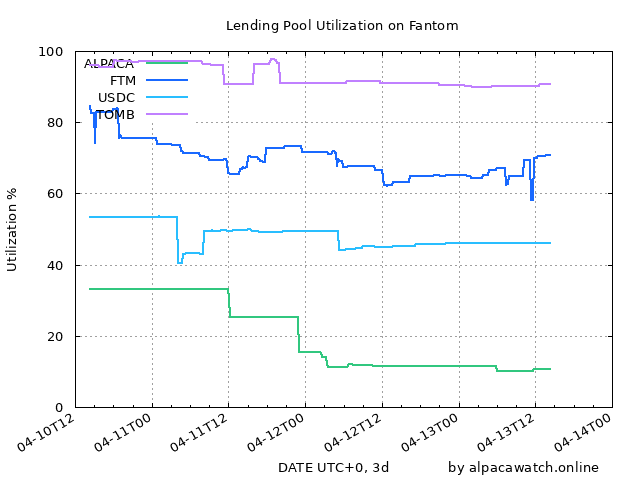 Lending Pool Utilization on Fantom
Utilization %
100
80
60
40
20
0
ALPACA
FTM
USDC
TOMB
04-10T12
04-11T00
04-11T12
04-12T00
04-12T12
04-13T00
04-13T12
04-14T00
DATE UTC+0, 3d
by alpacawatch.online